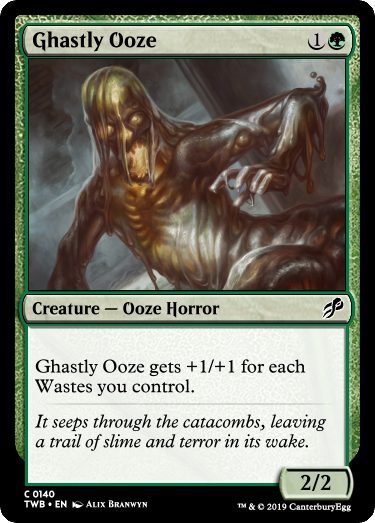 Ghastly Ooze 1
Creature — Ooze Horror
Ghastly Ooze gets +1/+1 for each
Wastes you control.
It seeps through the catacombs, leaving
a trail of slime and terror in its wake.
2/2
C 0140
TWB • EN Alix Branwyn
™ & © 2019 CanterburyEgg